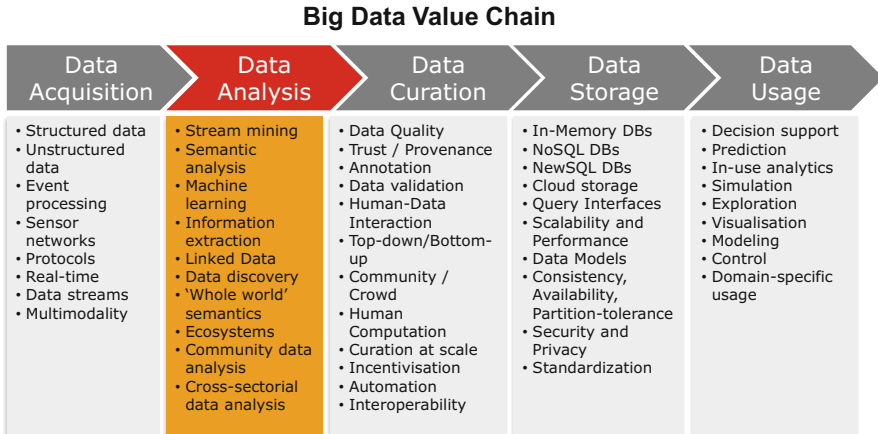 Big Data Value Chain
Data
Acquisition
Data
Analysis
Data
Curation
Data
Storage
Data
Usage
• Structured data
• Unstructured
data
• Event
processing
• Sensor
networks
• Protocols
• Real-time
• Data streams
• Multimodality
• Stream mining
• Semantic
analysis
• Machine
learning
• Information
extraction
• Linked Data
• Data discovery
• ‘Whole world’
semantics
• Ecosystems
• Community data
analysis
• Cross-sectorial
data analysis
• Data Quality
• Trust / Provenance
• Annotation
• Data validation
• Human-Data
Interaction
• Top-down/Bottom-
up
• Community /
Crowd
• Human
Computation
• Curation at scale
• Incentivisation
• Automation
• Interoperability
• In-Memory DBs
• NoSQL DBs
• NewSQL DBs
• Cloud storage
• Query Interfaces
• Scalability and
Performance
• Data Models
• Consistency,
Availability,
Partition-tolerance
• Security and
Privacy
• Standardization
• Decision support
• Prediction
• In-use analytics
• Simulation
• Exploration
• Visualisation
• Modeling
• Control
• Domain-specific
usage